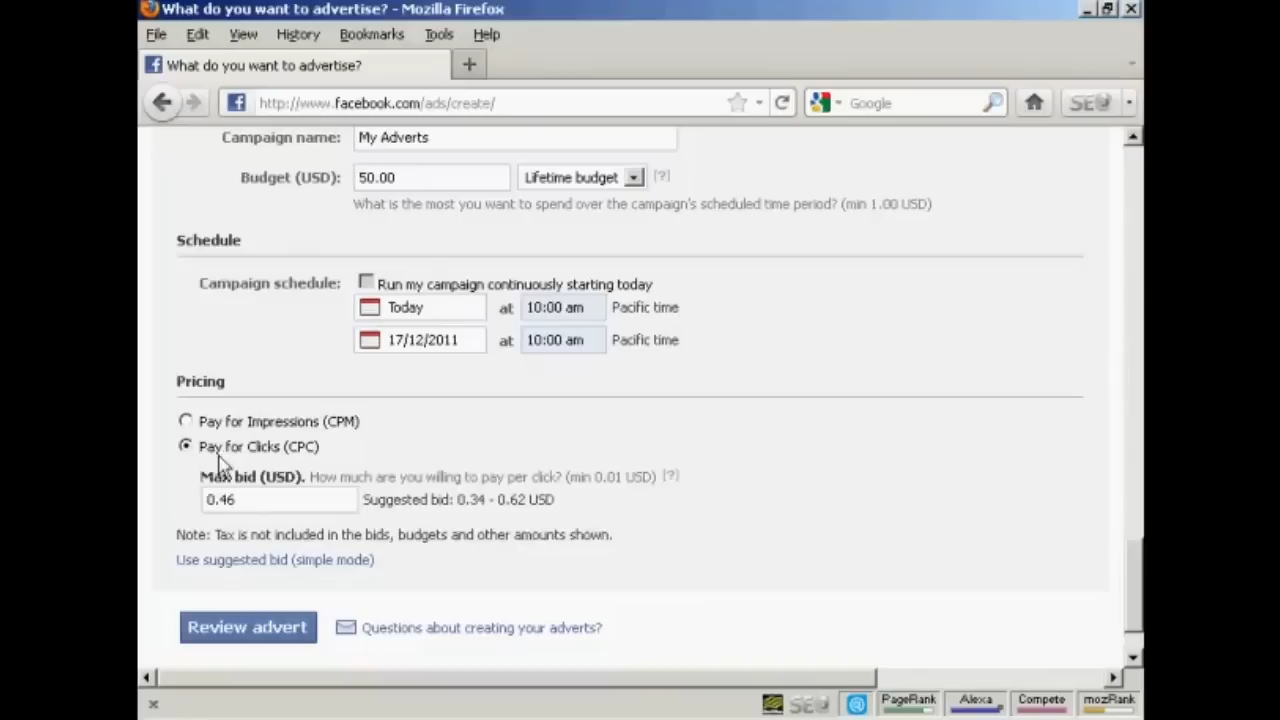 What do you want to advertise? - Mozilla Firefox
File Edit View History Bookmarks Tools Help
What do you want to advertise?
http://www.facebook.com/ads/create/ Google SEO
Campaign name: My Adverts
Budget (USD): 50.00 Lifetime budget [?]
What is the most you want to spend over the campaign's scheduled time period? (min 1.00 USD)
Schedule
Campaign schedule: Run my campaign continuously starting today
Today at 10:00 am Pacific time
17/12/2011 at 10:00 am Pacific time
Pricing
Pay for Impressions (CPM)
Pay for Clicks (CPC)
Max bid (USD). How much are you willing to pay per click? (min 0.01 USD) [?]
0.46 Suggested bid: 0.34 - 0.62 USD
Note: Tax is not included in the bids, budgets and other amounts shown.
Use suggested bid (simple mode)
Review advert Questions about creating your adverts?
SEO @ PageRank Alexa Compete mozRank